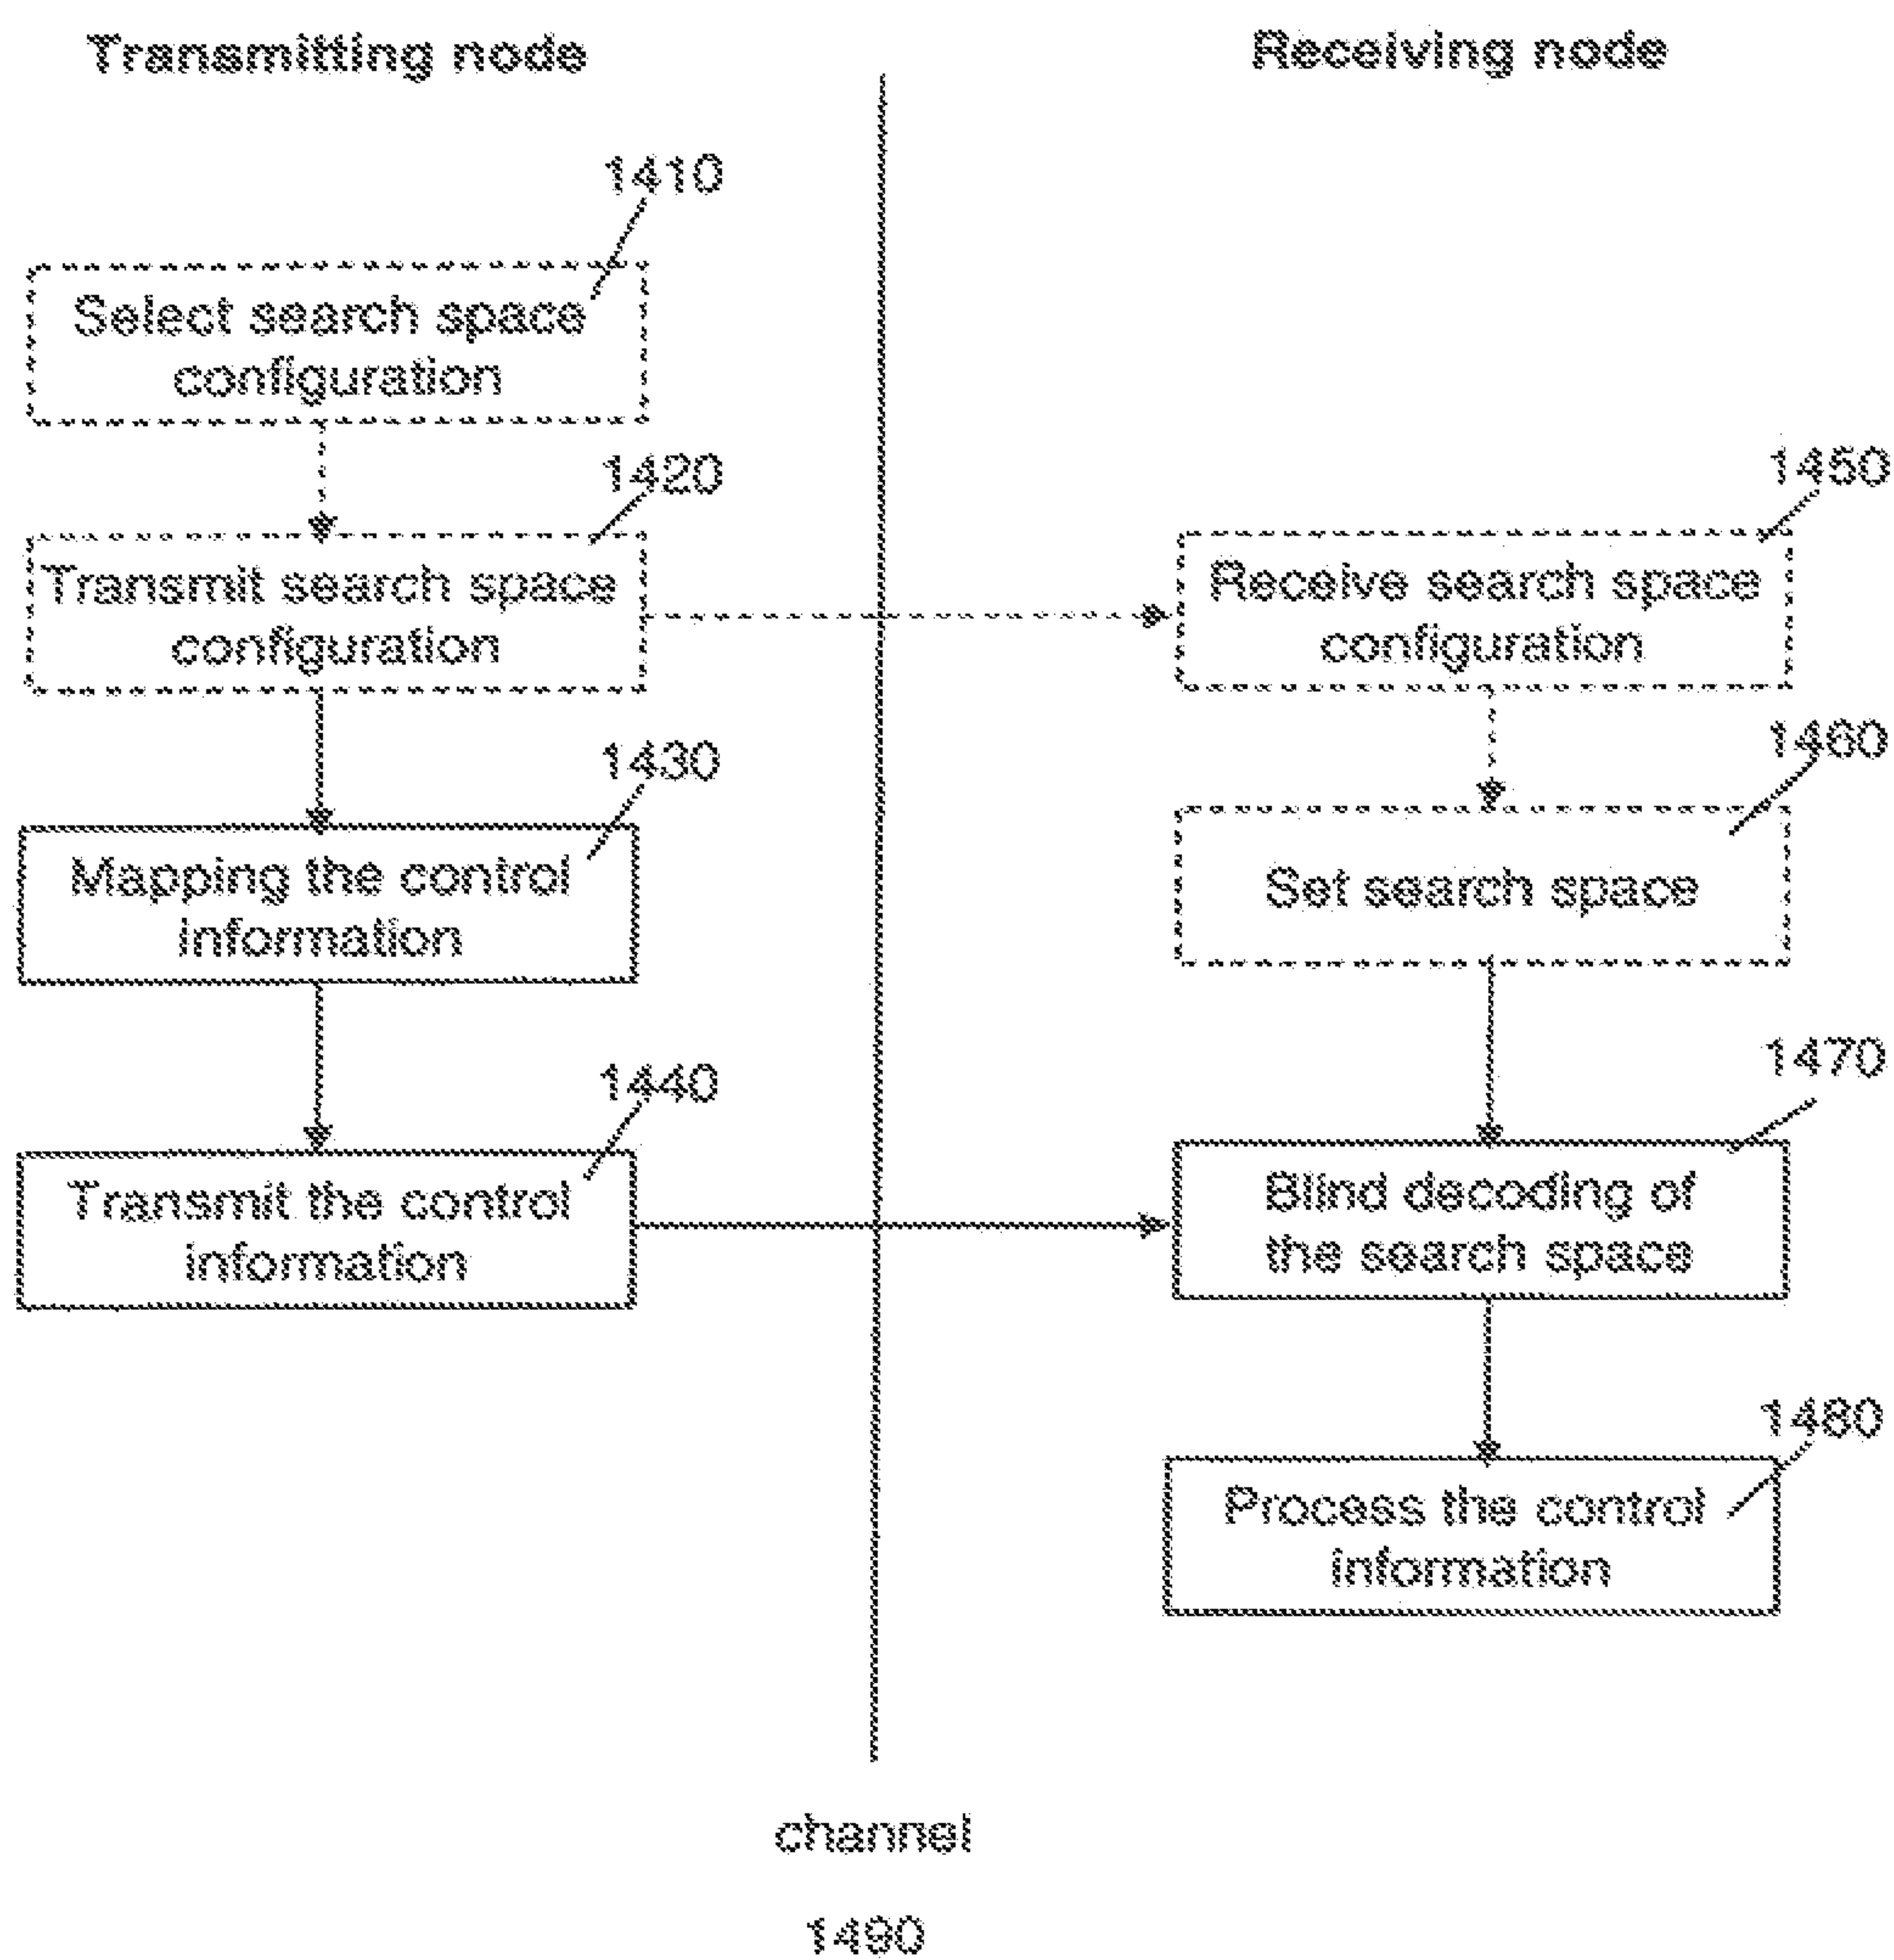 Transmitting node
Receiving node
1410
Select search space
configuration
1420
Transmit search space
configuration
1430
Mapping the control
information
1440
Transmit the control
information
1450
Receive search space
configuration
1460
Set search space
1470
Blind decoding of
the search space
1480
Process the control
information
channel
1490